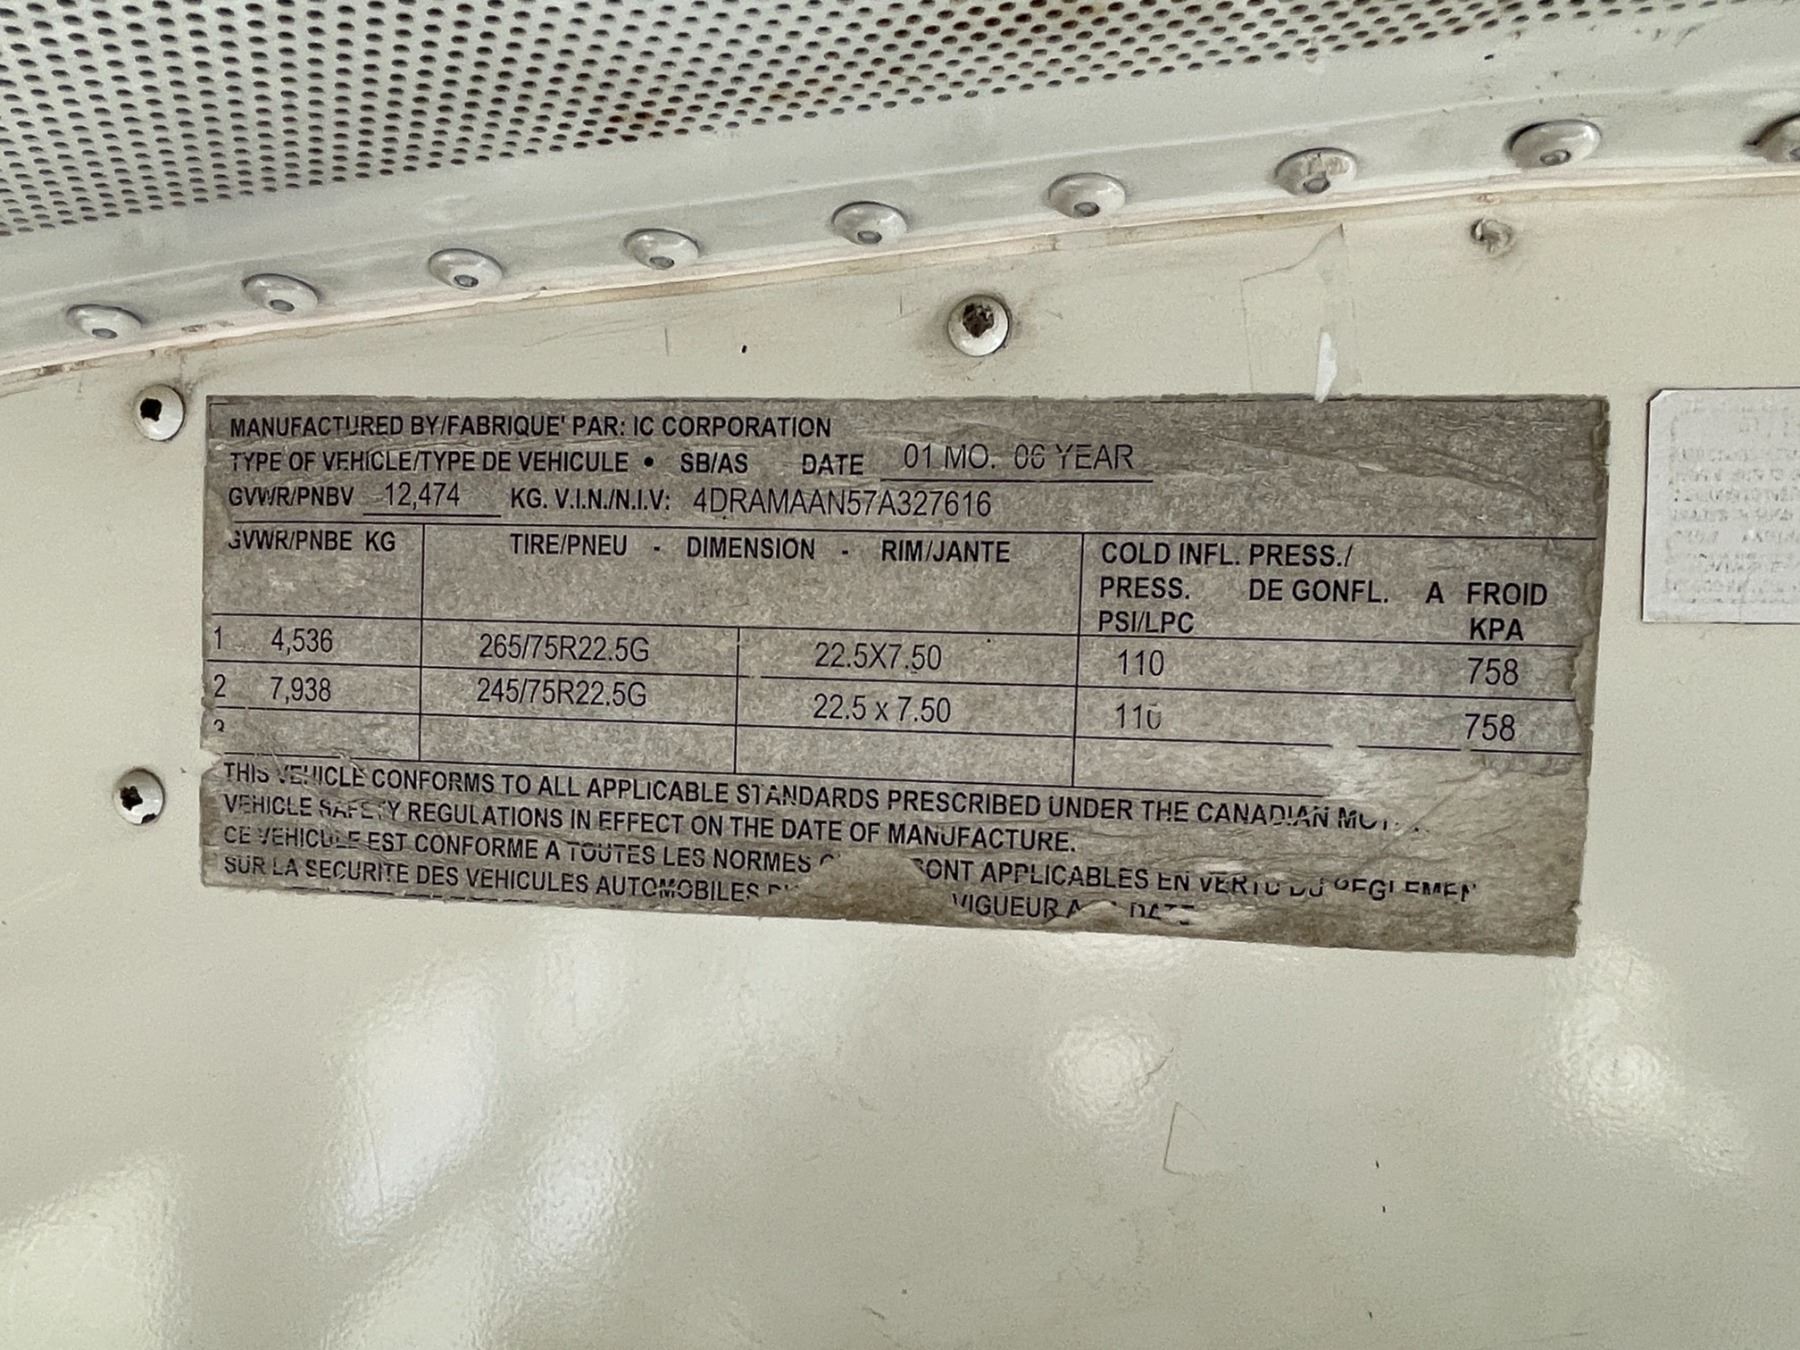 MANUFACTURED BY/FABRIQUE' PAR: IC CORPORATION
TYPE OF VEHICLE/TYPE DE VEHICULE • SB/AS DATE 01 MO. 06 YEAR
GVWR/PNBV 12,474 KG. V.I.N./N.I.V: 4DRAMAAN57A327616
GVWR/PNBE KG TIRE/PNEU - DIMENSION - RIM/JANTE COLD INFL. PRESS./
PRESS. DE GONFL. A FROID
PSI/LPC KPA
1 4,536 265/75R22.5G 22.5X7.50 110 758
2 7,938 245/75R22.5G 22.5 x 7.50 110 758
3
THIS VEHICLE CONFORMS TO ALL APPLICABLE STANDARDS PRESCRIBED UNDER THE CANADIAN
VEHICLE SAFETY REGULATIONS IN EFFECT ON THE DATE OF MANUFACTURE.
CE VEHICULE EST CONFORME A TOUTES LES NORMES SONT APPLICABLES EN VERTU DU REGLEMEN
SUR LA SECURITE DES VEHICULES AUTOMOBILES VIGUEUR A DATE